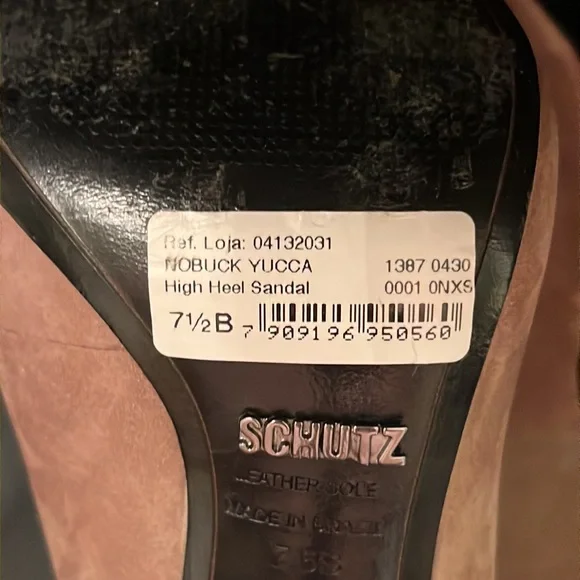 Ref. Loja: 04132031
NOBUCK YUCCA 1387 0430
High Heel Sandal 0001 0NXS
7½B 7 909196 950560
SCHUTZ
LEATHER SOLE
MADE IN BRAZIL